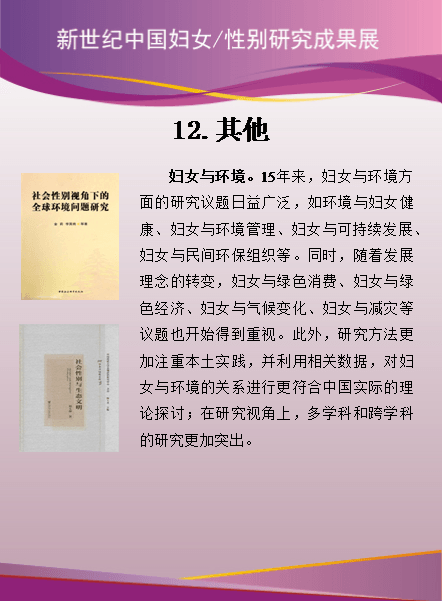 新世纪中国妇女/性别研究成果展
12. 其他
社会性别视角下的
全球环境问题研究
妇女与环境。15年来，妇女与环境方
面的研究议题日益广泛，如环境与妇女健
康、妇女与环境管理、妇女与可持续发展、
妇女与民间环保组织等。同时，随着发展
理念的转变，妇女与绿色消费、妇女与绿
色经济、妇女与气候变化、妇女与减灾等
议题也开始得到重视。此外，研究方法更
加注重本土实践，并利用相关数据，对妇
女与环境的关系进行更符合中国实际的理
论探讨；在研究视角上，多学科和跨学科
的研究更加突出。
社会性别与生态文明